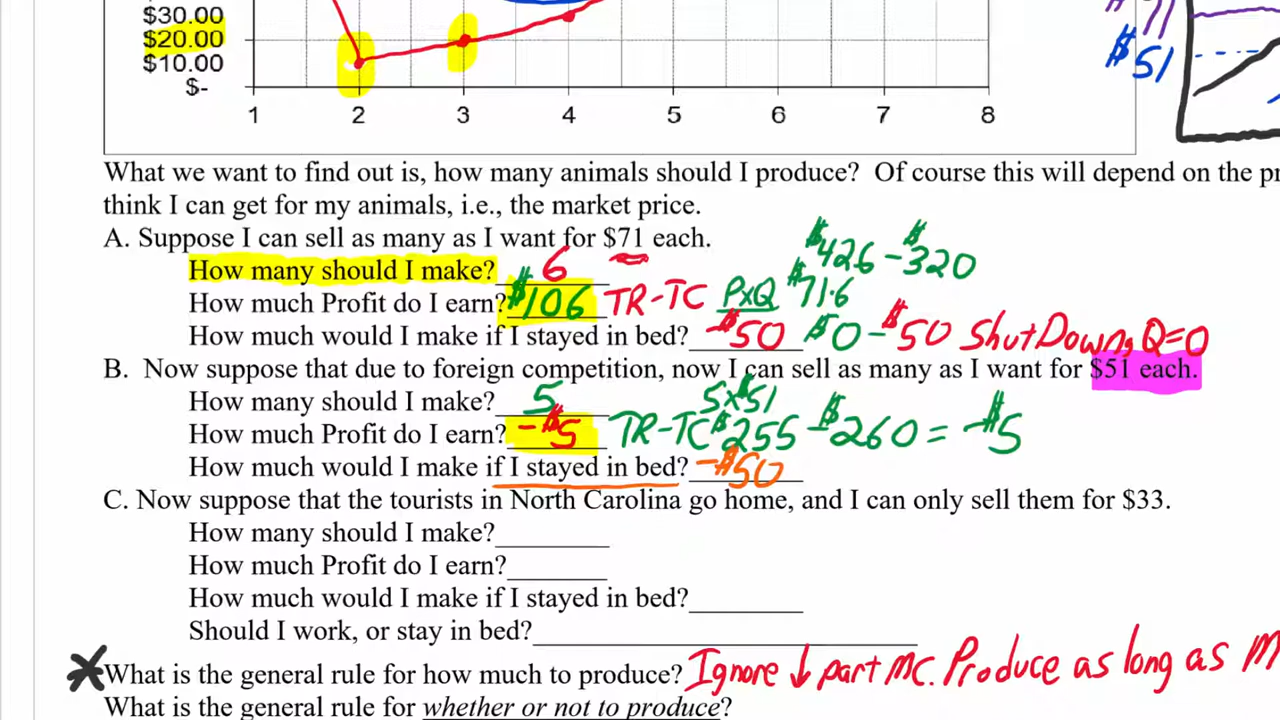 $30.00
$20.00
$10.00
$-
1 2 3 4 5 6 7 8
$71
$51
What we want to find out is, how many animals should I produce? Of course this will depend on the
think I can get for my animals, i.e., the market price.
A. Suppose I can sell as many as I want for $71 each.
$426 - $320
How many should I make? 6
How much Profit do I earn? $106 TR-TC PxQ $71·6
How much would I make if I stayed in bed? -$50 $0 - $50 Shut Down, Q=0
B. Now suppose that due to foreign competition, now I can sell as many as I want for $51 each.
How many should I make? 5 5x$51
How much Profit do I earn? -$5 TR-TC $255 - $260 = -$5
How much would I make if I stayed in bed? -$50
C. Now suppose that the tourists in North Carolina go home, and I can only sell them for $33.
How many should I make?
How much Profit do I earn?
How much would I make if I stayed in bed?
Should I work, or stay in bed?
What is the general rule for how much to produce? Ignore ↓ part MC. Produce as long as
What is the general rule for whether or not to produce?